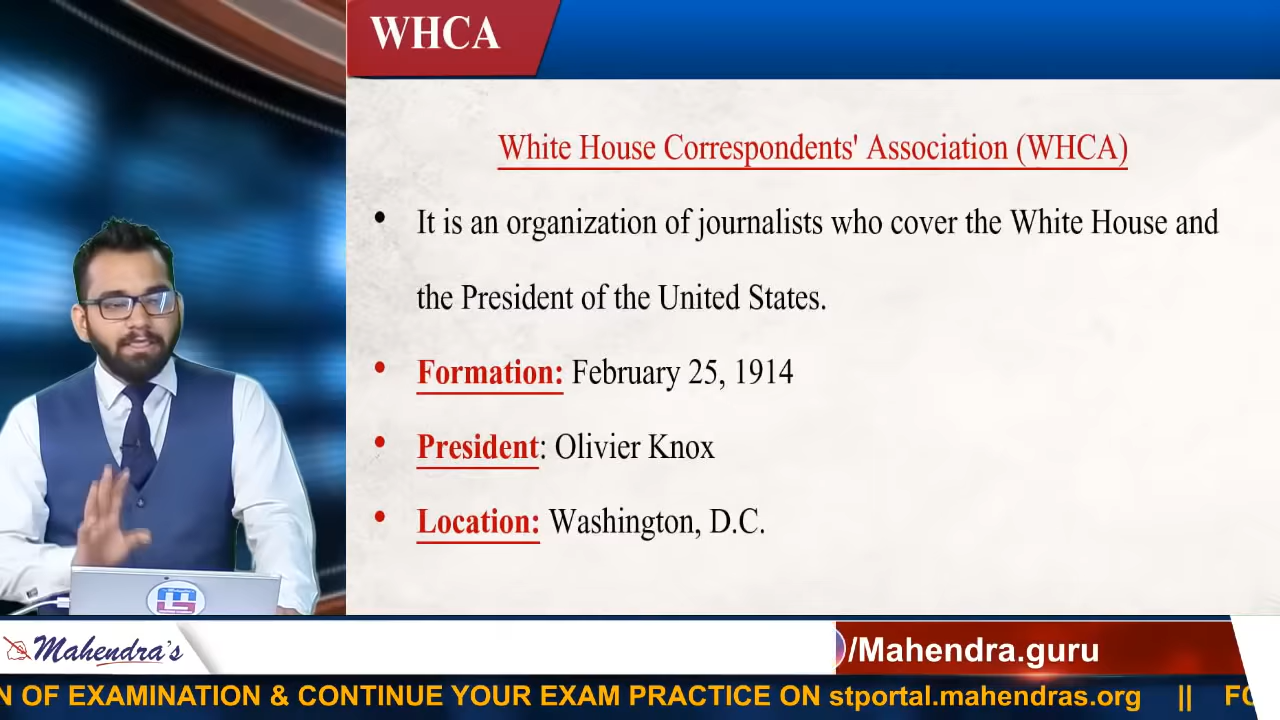 WHCA
White House Correspondents' Association (WHCA)
• It is an organization of journalists who cover the White House and
the President of the United States.
• Formation: February 25, 1914
• President: Olivier Knox
• Location: Washington, D.C.
Mahendra's
/Mahendra.guru
N OF EXAMINATION & CONTINUE YOUR EXAM PRACTICE ON stportal.mahendras.org || FO